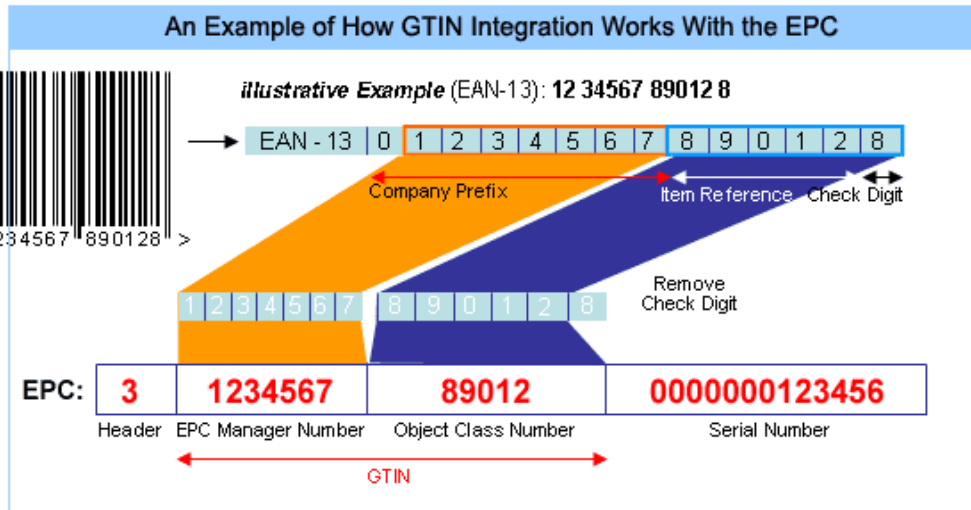 An Example of How GTIN Integration Works With the EPC
illustrative Example (EAN-13): 12 34567 89012 8
EAN - 13 0 1 2 3 4 5 6 7 8 9 0 1 2 8
Company Prefix Item Reference Check Digit
234567 890128 >
1 2 3 4 5 6 7 8 9 0 1 2 8
Remove
Check Digit
EPC: 3 1234567 89012 0000000123456
Header EPC Manager Number Object Class Number Serial Number
GTIN